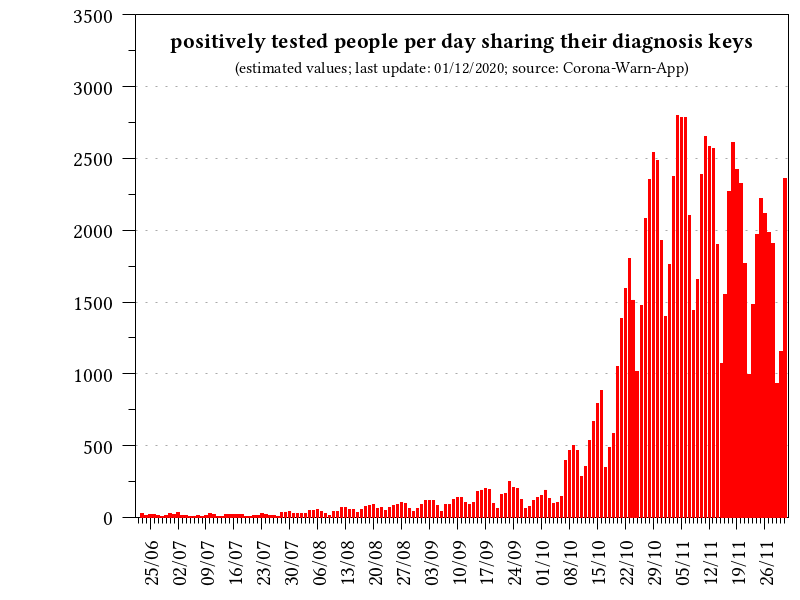 positively tested people per day sharing their diagnosis keys
(estimated values; last update: 01/12/2020; source: Corona-Warn-App)
3500
3000
2500
2000
1500
1000
500
0
25/06 02/07 09/07 16/07 23/07 30/07 06/08 13/08 20/08 27/08 03/09 10/09 17/09 24/09 01/10 08/10 15/10 22/10 29/10 05/11 12/11 19/11 26/11